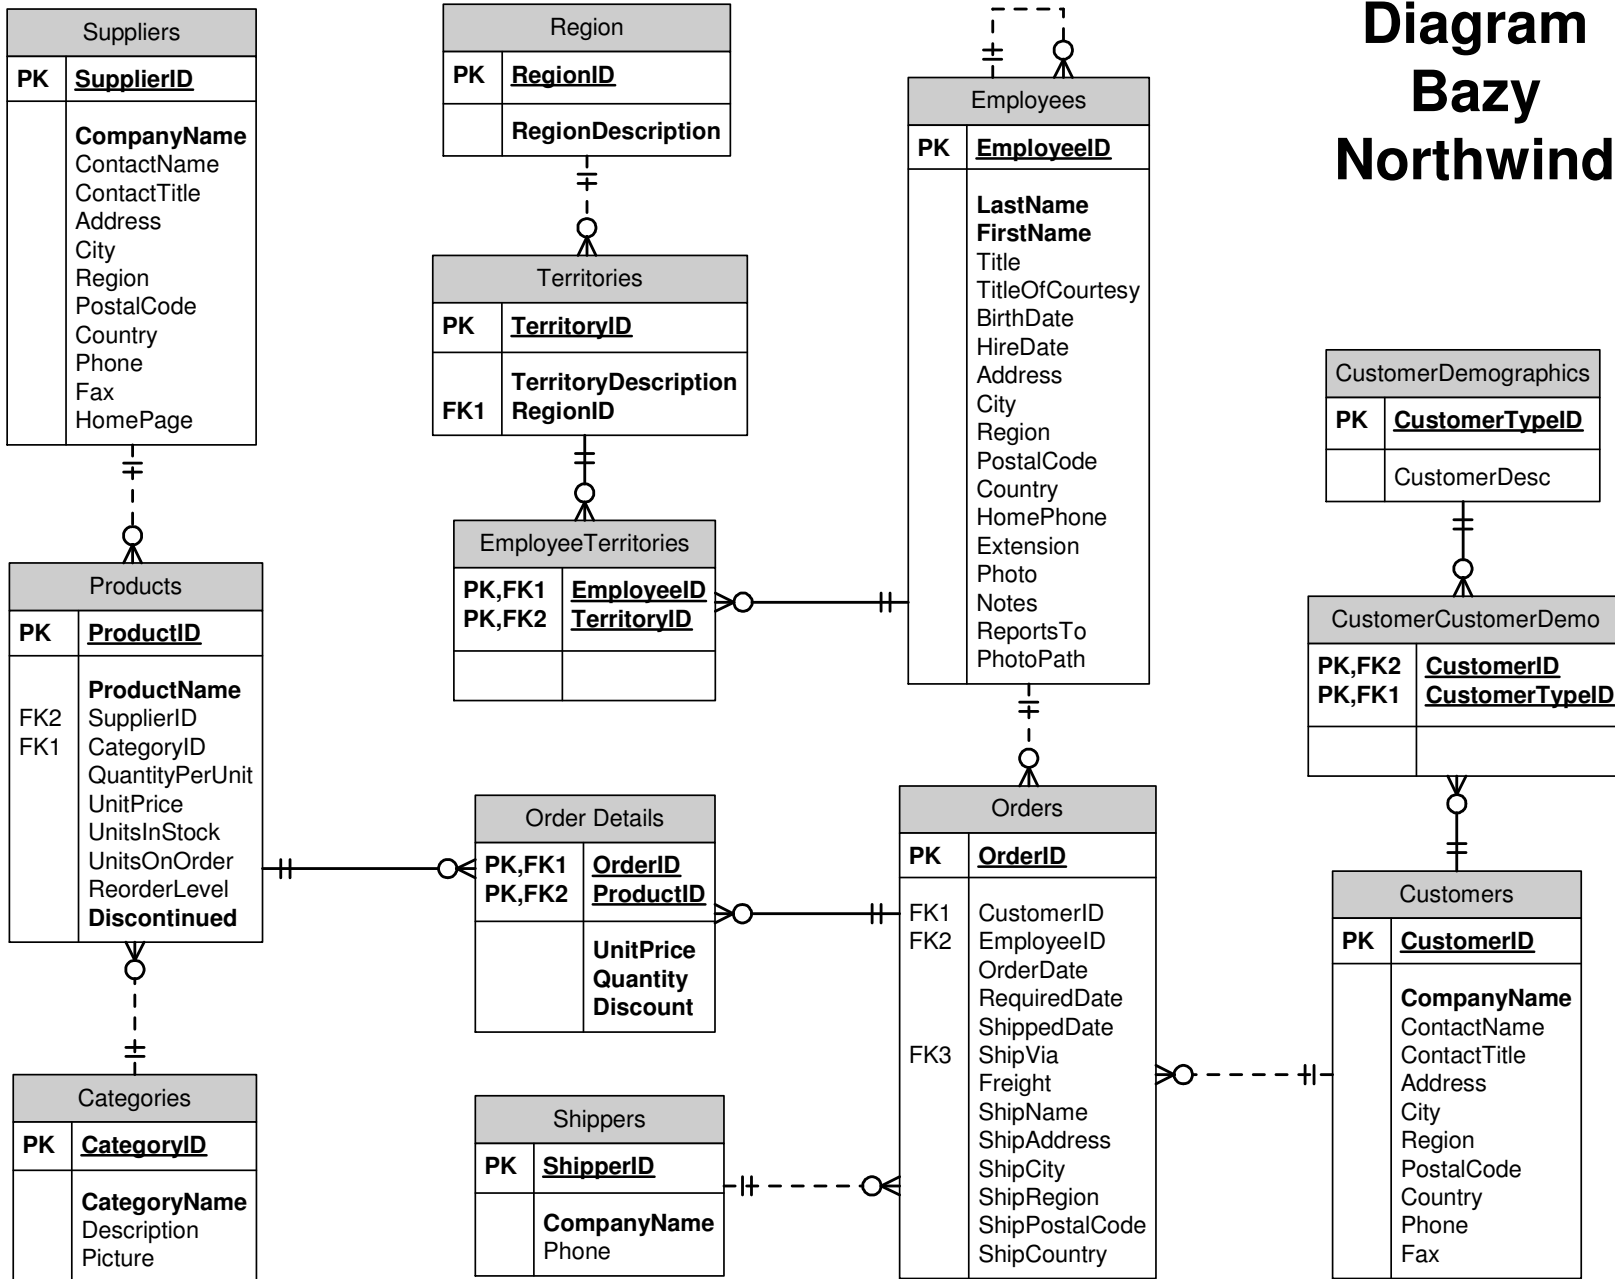 Diagram
Bazy
Northwind
Suppliers
PK SupplierID
CompanyName
ContactName
ContactTitle
Address
City
Region
PostalCode
Country
Phone
Fax
HomePage
Region
PK RegionID
RegionDescription
Employees
PK EmployeeID
LastName
FirstName
Title
TitleOfCourtesy
BirthDate
HireDate
Address
City
Region
PostalCode
Country
HomePhone
Extension
Photo
Notes
ReportsTo
PhotoPath
Territories
PK TerritoryID
TerritoryDescription
FK1 RegionID
CustomerDemographics
PK CustomerTypeID
CustomerDesc
EmployeeTerritories
PK,FK1 EmployeeID
PK,FK2 TerritoryID
Products
PK ProductID
ProductName
FK2 SupplierID
FK1 CategoryID
QuantityPerUnit
UnitPrice
UnitsInStock
UnitsOnOrder
ReorderLevel
Discontinued
CustomerCustomerDemo
PK,FK2 CustomerID
PK,FK1 CustomerTypeID
Order Details
PK,FK1 OrderID
PK,FK2 ProductID
UnitPrice
Quantity
Discount
Orders
PK OrderID
FK1 CustomerID
FK2 EmployeeID
OrderDate
RequiredDate
ShippedDate
FK3 ShipVia
Freight
ShipName
ShipAddress
ShipCity
ShipRegion
ShipPostalCode
ShipCountry
Customers
PK CustomerID
CompanyName
ContactName
ContactTitle
Address
City
Region
PostalCode
Country
Phone
Fax
Categories
PK CategoryID
CategoryName
Description
Picture
Shippers
PK ShipperID
CompanyName
Phone